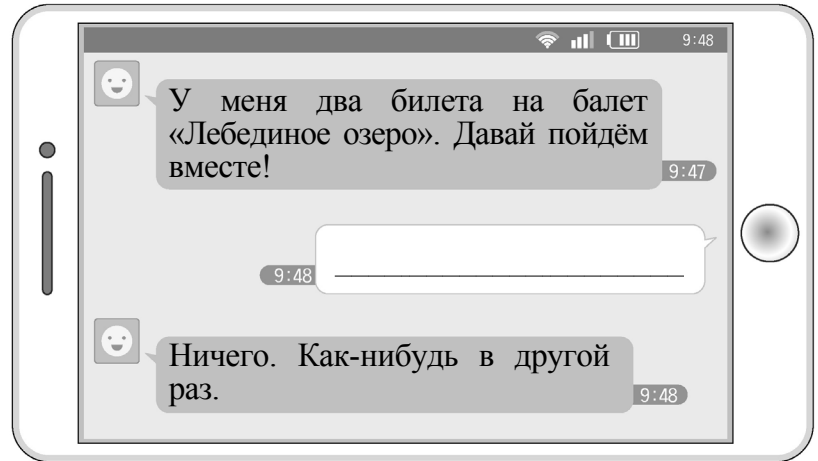 9:48
У меня два билета на балет
«Лебединое озеро». Давай пойдём
вместе!
9:47
9:48
Ничего. Как-нибудь в другой
раз.
9:48